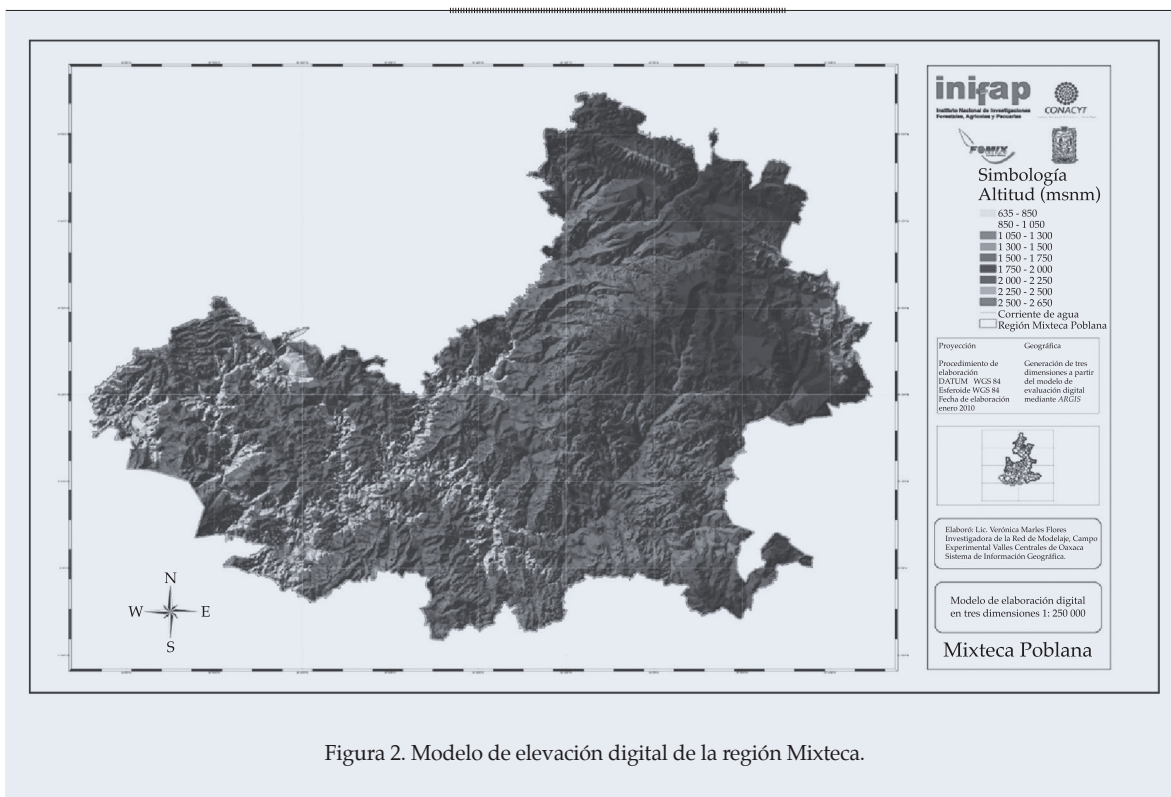 inifap
Instituto Nacional de Investigaciones
Forestales, Agrícolas y Pecuarias
CONACYT
FOMIX
Simbología
Altitud (msnm)
635 - 850
850 - 1 050
1 050 - 1 300
1 300 - 1 500
1 500 - 1 750
1 750 - 2 000
2 000 - 2 250
2 250 - 2 500
2 500 - 2 650
Corriente de agua
Región Mixteca Poblana
Proyección
Procedimiento de
elaboración
DATUM WGS 84
Esferoide WGS 84
Fecha de elaboración
enero 2010
Geográfica
Generación de tres
dimensiones a partir
del modelo de
evaluación digital
mediante ARGIS
Elaboró: Lic. Verónica Marles Flores
Investigadora de la Red de Modelaje, Campo
Experimental Valles Centrales de Oaxaca
Sistema de Información Geográfica.
Modelo de elaboración digital
en tres dimensiones 1: 250 000
Mixteca Poblana
N
W E
S
Figura 2. Modelo de elevación digital de la región Mixteca.